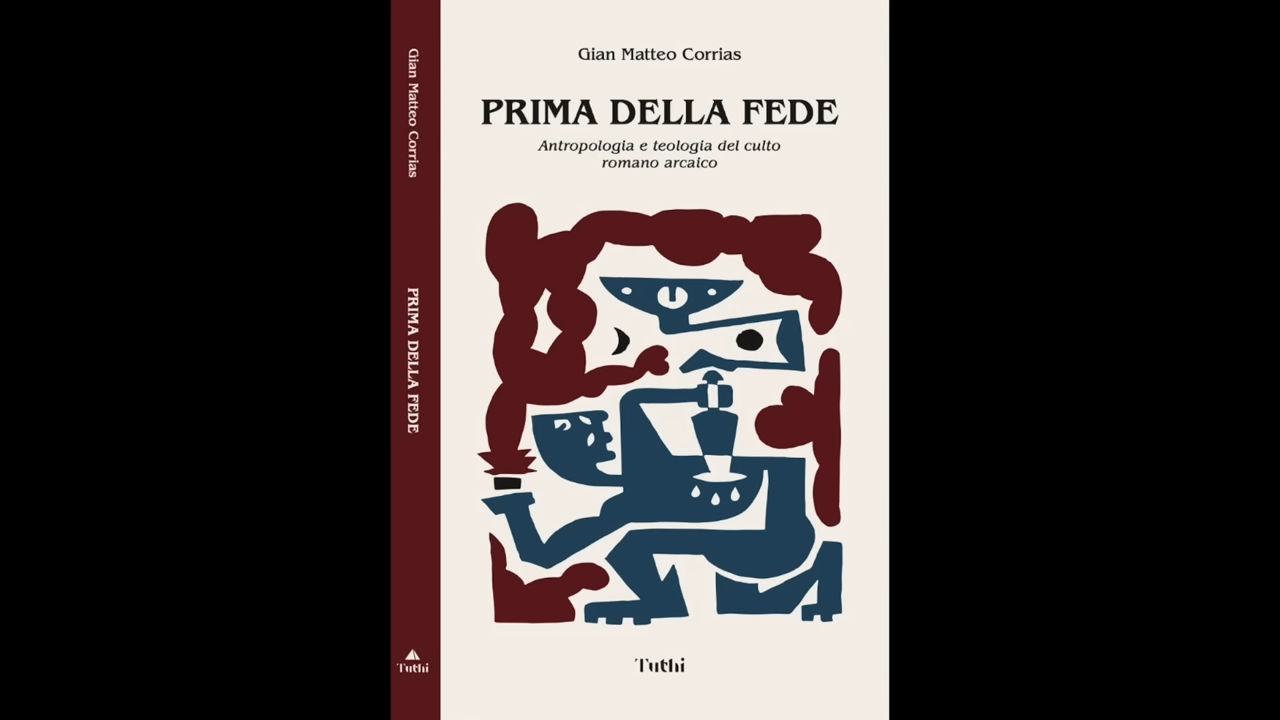 Gian Matteo Corrias
PRIMA DELLA FEDE
Tuthi
Gian Matteo Corrias
PRIMA DELLA FEDE
Antropologia e teologia del culto
romano arcaico
Tuthi